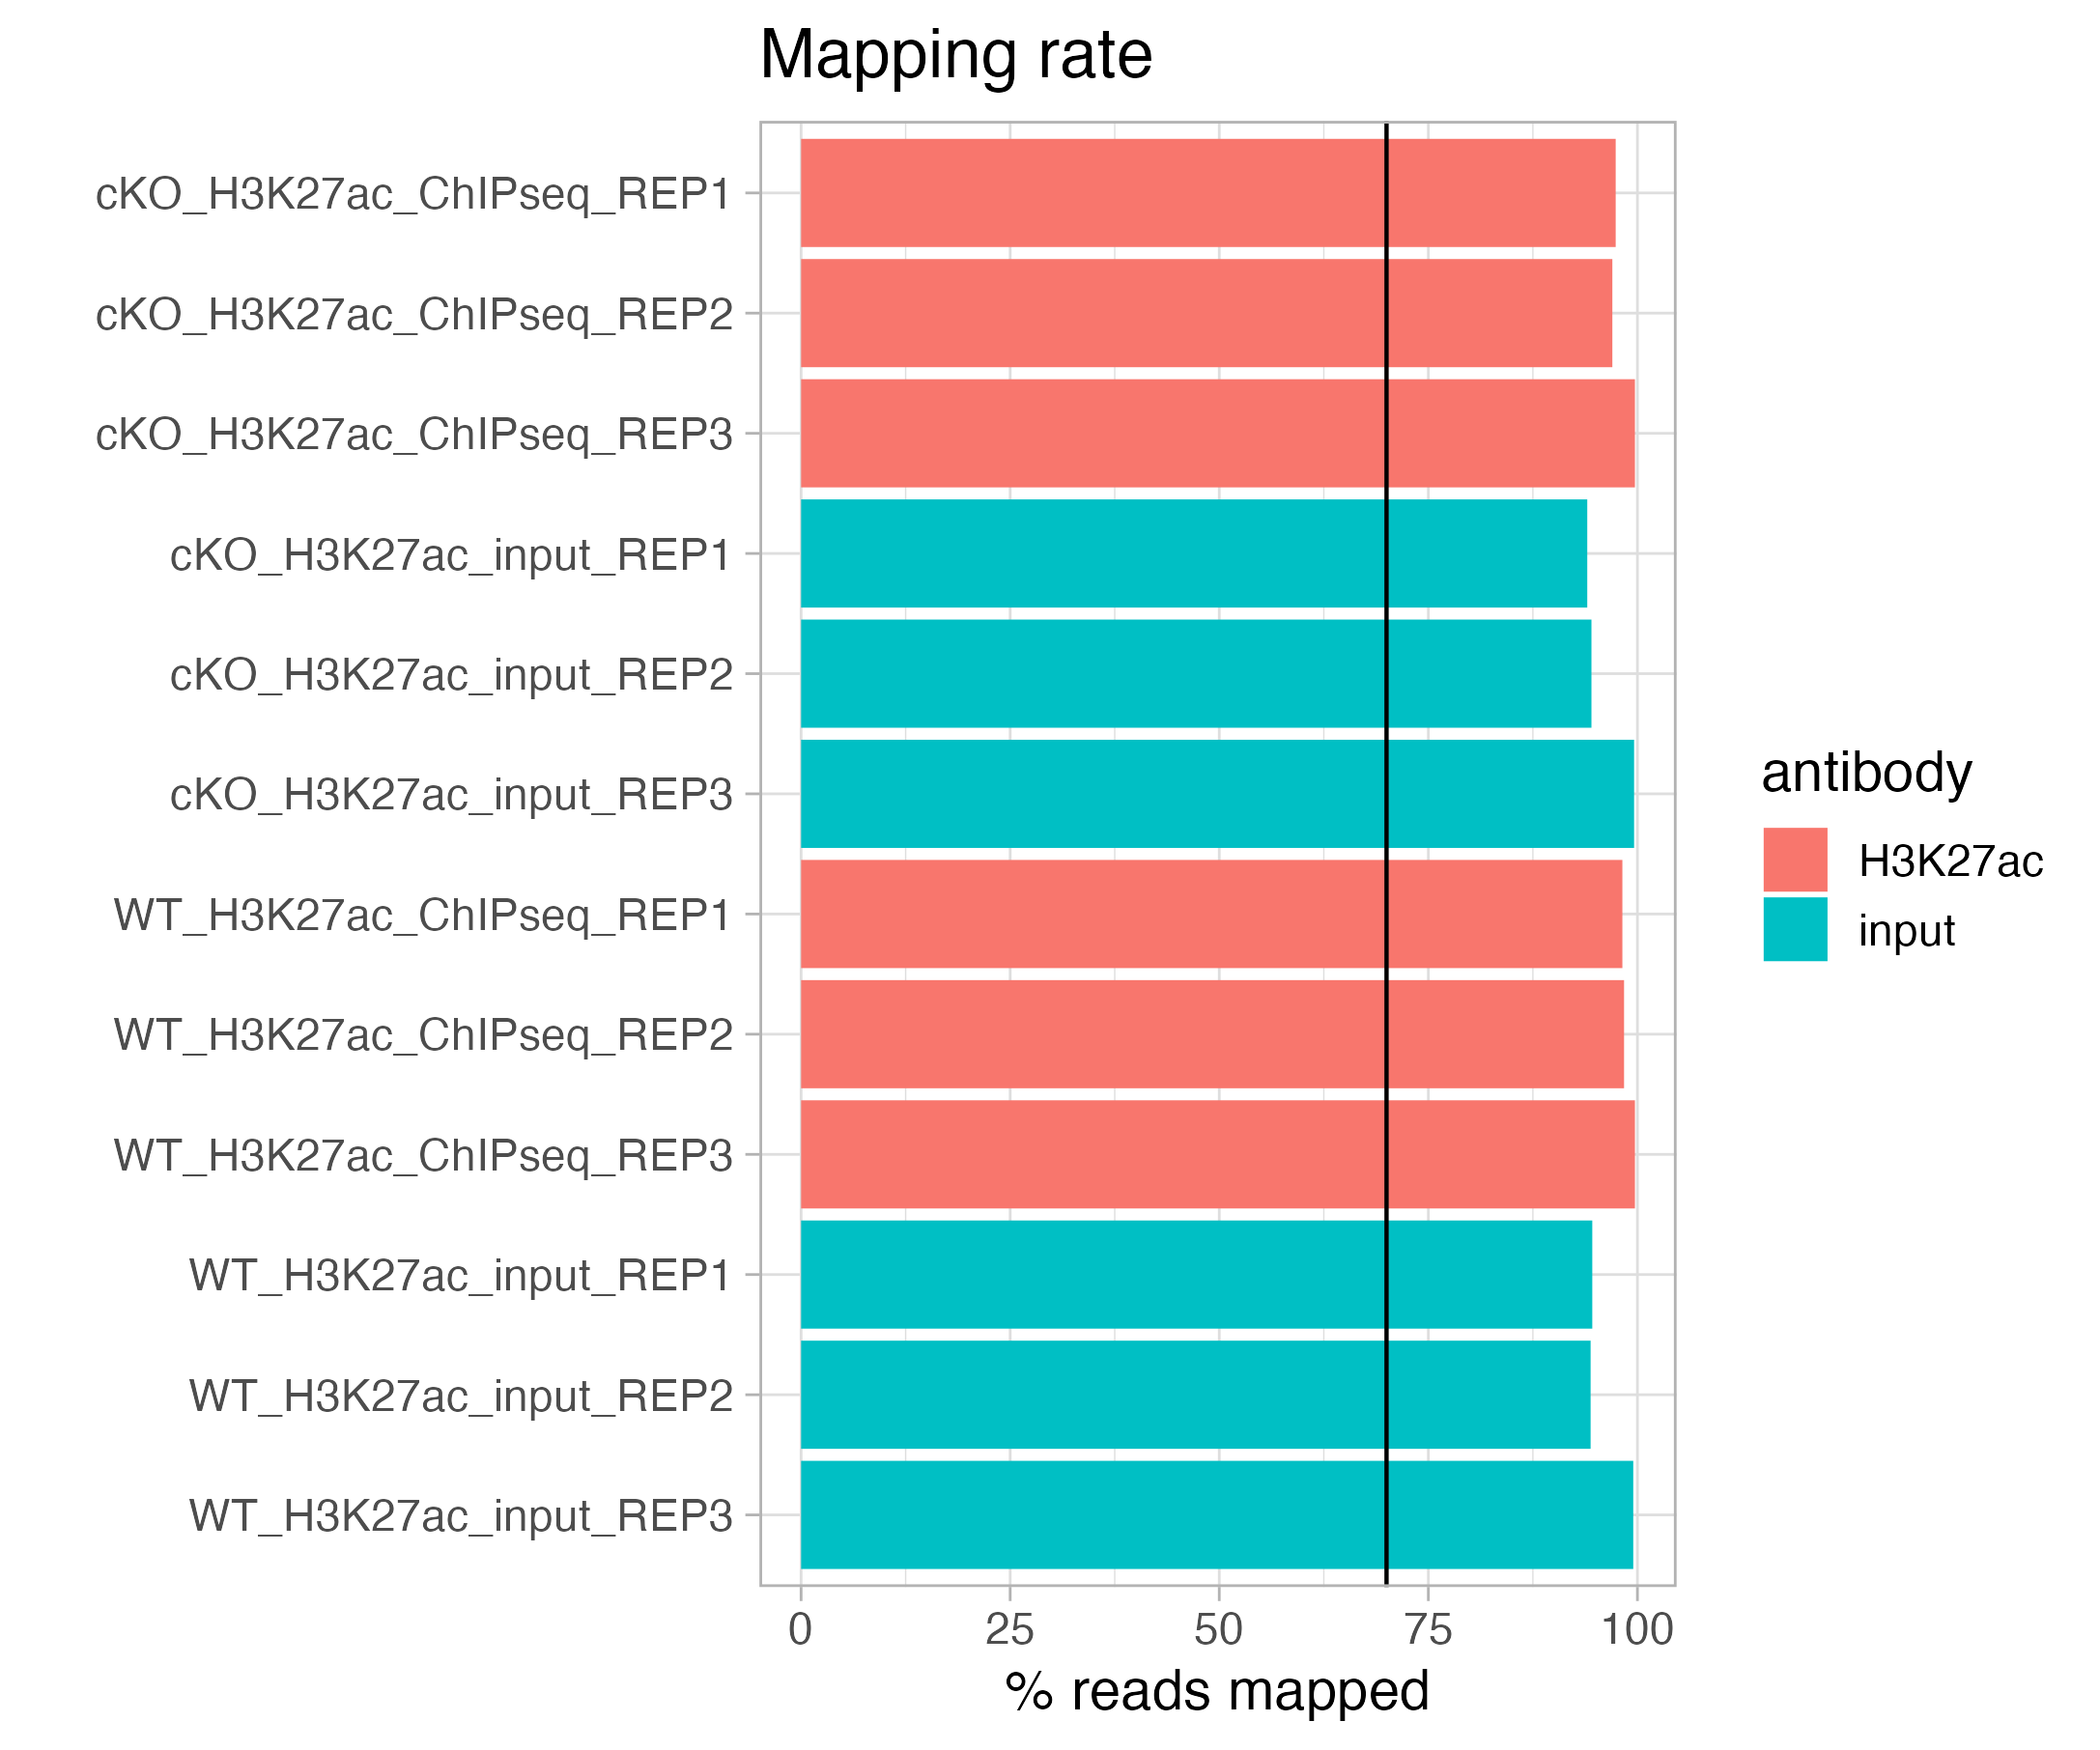 Mapping rate
cKO_H3K27ac_ChIPseq_REP1
cKO_H3K27ac_ChIPseq_REP2
cKO_H3K27ac_ChIPseq_REP3
cKO_H3K27ac_input_REP1
cKO_H3K27ac_input_REP2
cKO_H3K27ac_input_REP3
WT_H3K27ac_ChIPseq_REP1
WT_H3K27ac_ChIPseq_REP2
WT_H3K27ac_ChIPseq_REP3
WT_H3K27ac_input_REP1
WT_H3K27ac_input_REP2
WT_H3K27ac_input_REP3
0 25 50 75 100
% reads mapped
antibody
H3K27ac
input